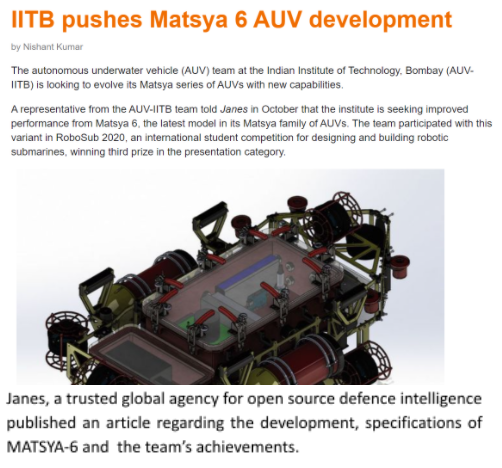 IITB pushes Matsya 6 AUV development
by Nishant Kumar
The autonomous underwater vehicle (AUV) team at the Indian Institute of Technology, Bombay (AUV-
IITB) is looking to evolve its Matsya series of AUVs with new capabilities.
A representative from the AUV-IITB team told Janes in October that the institute is seeking improved
performance from Matsya 6, the latest model in its Matsya family of AUVs. The team participated with this
variant in RoboSub 2020, an international student competition for designing and building robotic
submarines, winning third prize in the presentation category.
Janes, a trusted global agency for open source defence intelligence
published an article regarding the development, specifications of
MATSYA-6 and the team's achievements.